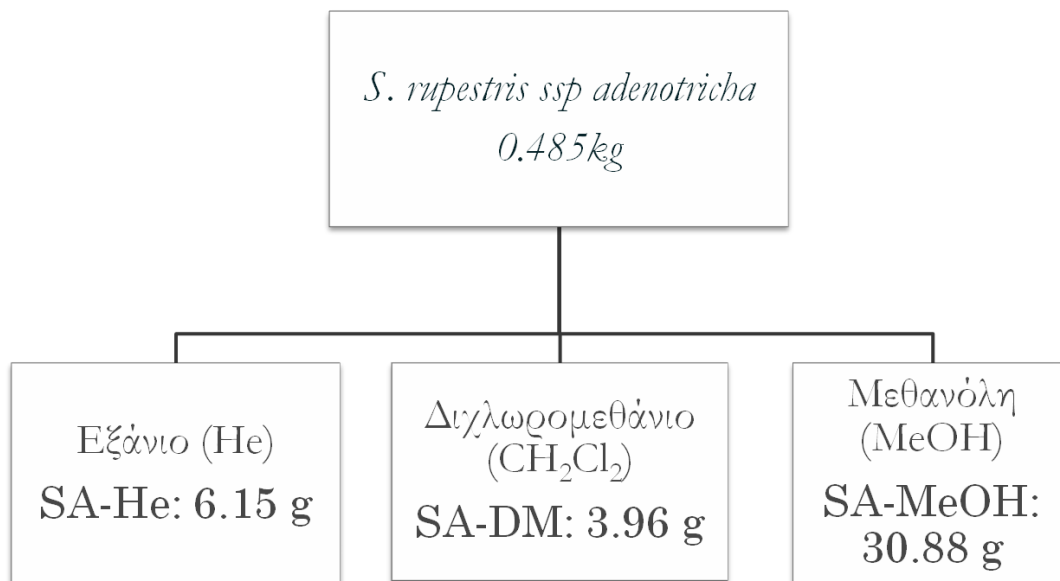 S. rupestris ssp adenotricha
0.485kg
Εξάνιο (He)
SA-He: 6.15 g
Διχλωρομεθάνιο
(CH₂Cl₂)
SA-DM: 3.96 g
Μεθανόλη
(MeOH)
SA-MeOH:
30.88 g